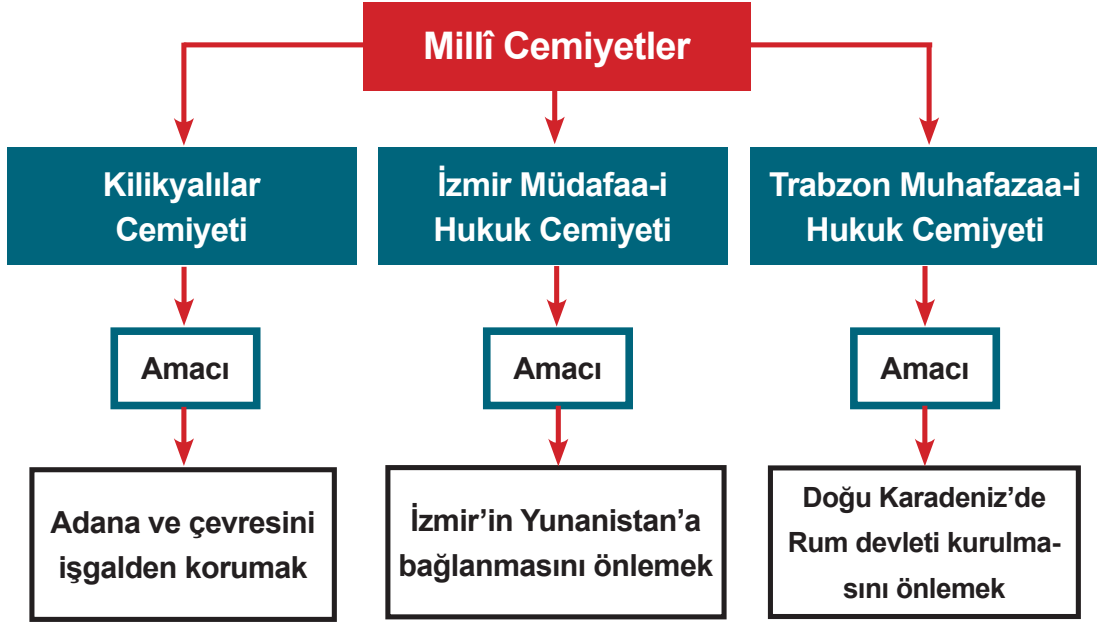 Millî Cemiyetler
Kilikyalılar
Cemiyeti
Amacı
Adana ve çevresini
işgalden korumak
İzmir Müdafaa-i
Hukuk Cemiyeti
Amacı
İzmir’in Yunanistan’a
bağlanmasını önlemek
Trabzon Muhafazaa-i
Hukuk Cemiyeti
Amacı
Doğu Karadeniz’de
Rum devleti kurulma-
sını önlemek